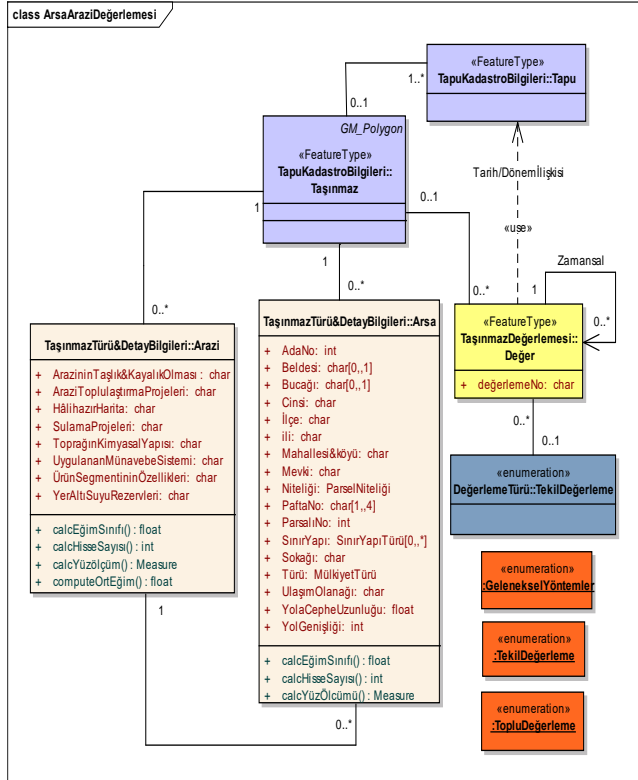 class ArsaAraziDeğerlemesi
«FeatureType»
TapuKadastroBilgileri::Tapu
1..*
0..1
GM_Polygon
«FeatureType»
TapuKadastroBilgileri::
Taşınmaz
0..1
1
1
Tarih/Dönemİlişkisi
«use»
Zamansal
1
0..*
0..*
0..*
0..*
TaşınmazTürü&DetayBilgileri::Arazi
+ ArazininTaşlık&KayalıkOlması: char
+ AraziToplulaştırmaProjeleri: char
+ HâlihazırHarita: char
+ SulamaProjeleri: char
+ ToprağınKimyasalYapısı: char
+ UygulananMünavebeSistemi: char
+ ÜrünSegmentininÖzellikleri: char
+ YerAltıSuyuRezervleri: char
+ calcEğimSınıfı() : float
+ calcHisseSayısı() : int
+ calcYüzölçüm() : Measure
+ computeOrtEğim() : float
1
TaşınmazTürü&DetayBilgileri::Arsa
+ AdaNo: int
+ Beldesi: char[0,,1]
+ Bucağı: char[0,,1]
+ Çinsi: char
+ İlçe: char
+ ili: char
+ Mahallesi&köyü: char
+ Mevki: char
+ Niteliği: ParselNiteliği
+ PaftaNo: char[1,,4]
+ ParsalıNo: int
+ SınırYapı: SınırYapıTürü[0,,*]
+ Sokağı: char
+ Türü: MülkiyetTürü
+ UlaşımOlanağı: char
+ YolaCepheUzunluğu: float
+ YolGenişliği: int
+ calcEğimSınıfı() : float
+ calcHisseSayısı() : int
+ calcYüzÖlcümü() : Measure
0..*
«FeatureType»
TaşınmazDeğerlemesi::
Değer
+ değerlemeNo: char
0..*
0..1
«enumeration»
DeğerlemeTürü::TekilDeğerleme
«enumeration»
:GelenekselYöntemler
«enumeration»
:TekilDeğerleme
«enumeration»
:TopluDeğerleme